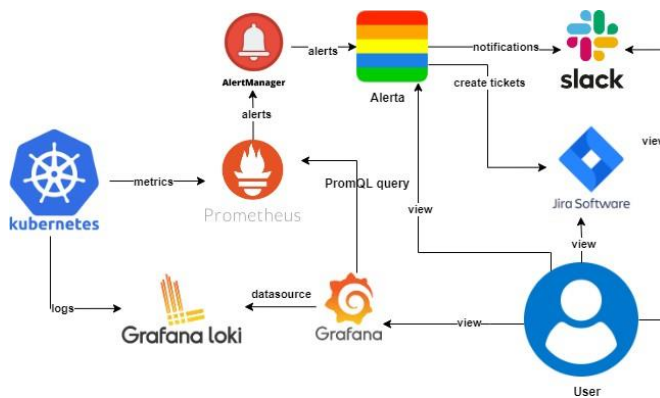 alerts
notifications
AlertManager
slack
Alerta
create tickets
alerts
view
kubernetes
metrics
Prometheus
PromQL query
view
Jira Software
view
logs
Grafana loki
datasource
Grafana
view
User